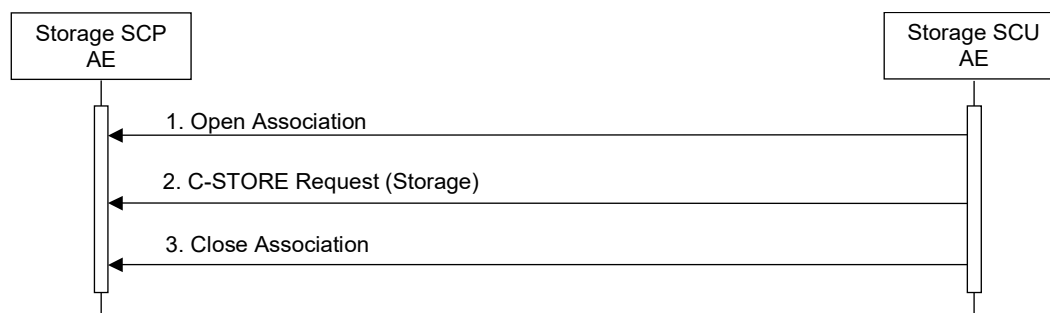 Storage SCP
AE
Storage SCU
AE
1. Open Association
2. C-STORE Request (Storage)
3. Close Association